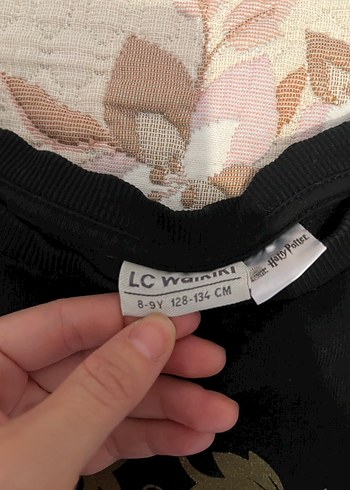 LC Waikiki
8-9Y 128-134 CM
Harry Potter